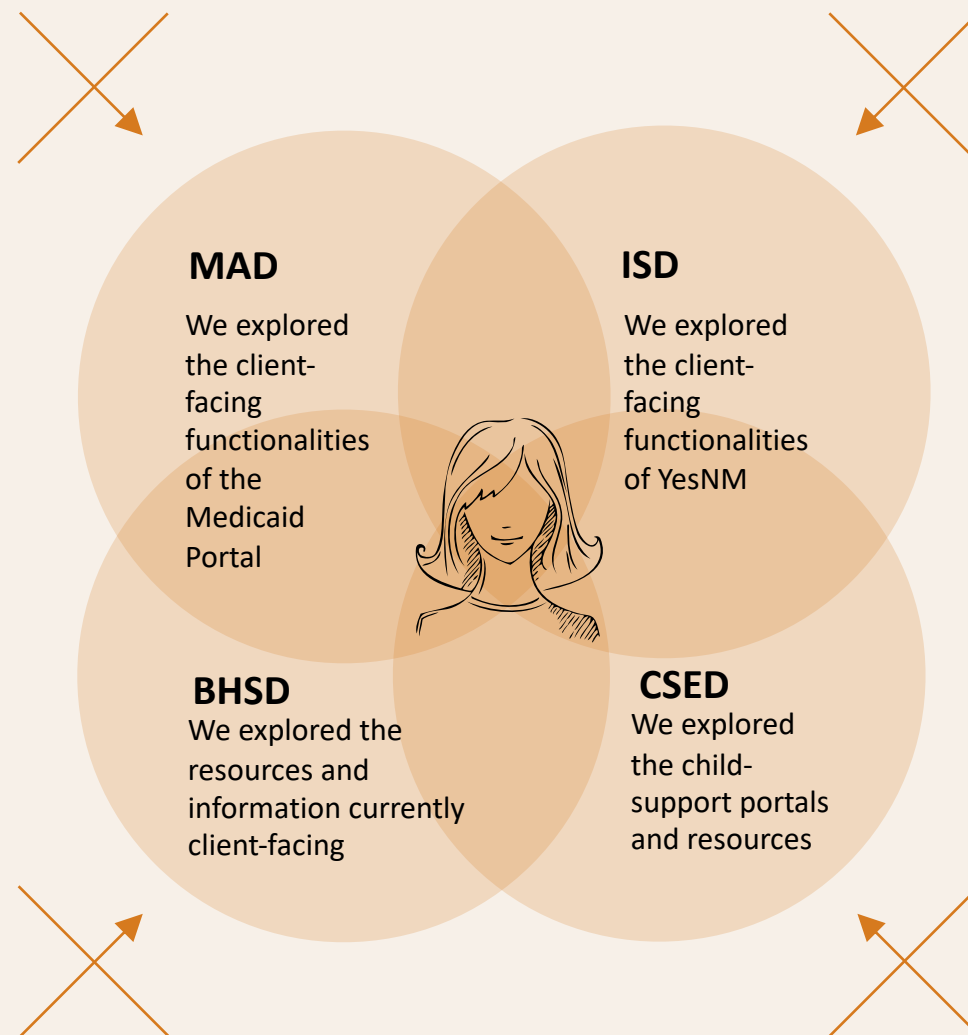 MAD
We explored
the client-
facing
functionalities
of the
Medicaid
Portal
ISD
We explored
the client-
facing
functionalities
of YesNM
BHSD
We explored the
resources and
information currently
client-facing
CSED
We explored
the child-
support portals
and resources